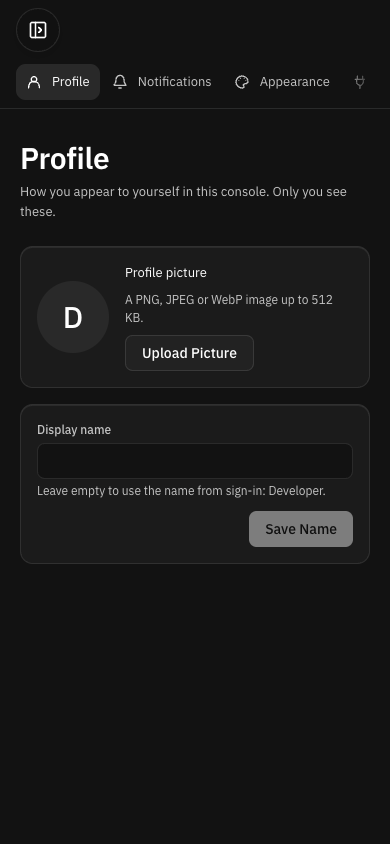 Profile
Notifications
Appearance
Profile
How you appear to yourself in this console. Only you see
these.
Profile picture
D
A PNG, JPEG or WebP image up to 512
KB.
Upload Picture
Display name
Leave empty to use the name from sign-in: Developer.
Save Name